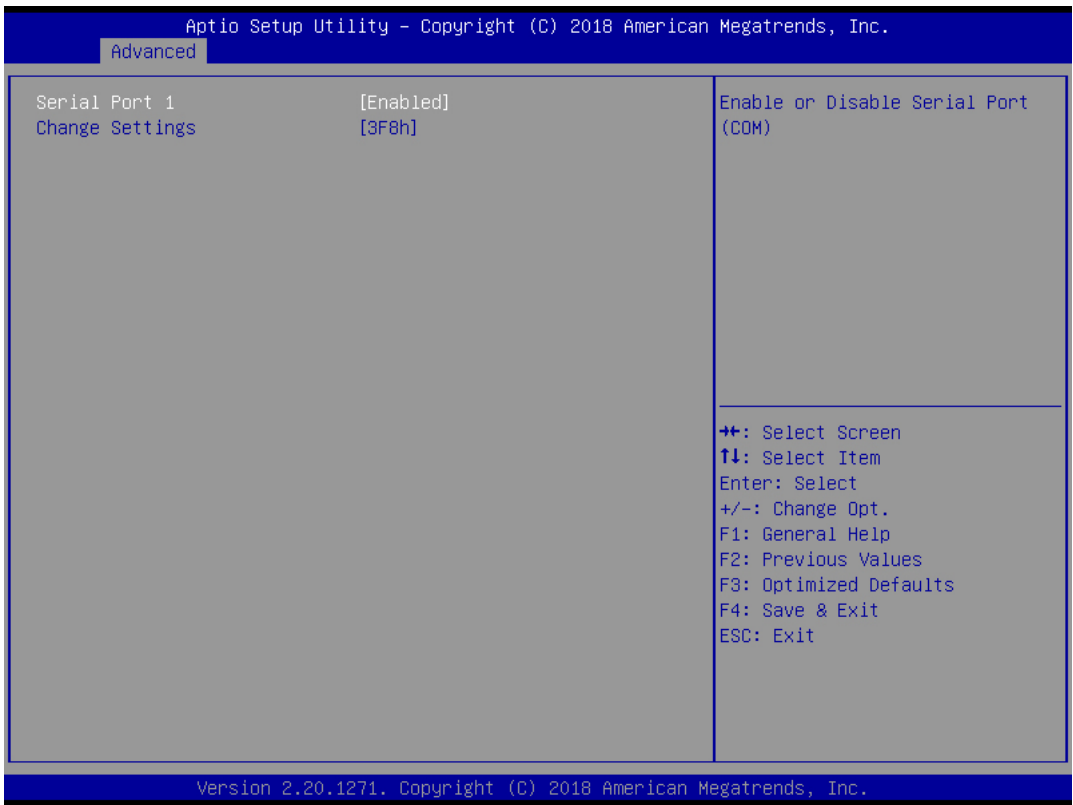 Aptio Setup Utility – Copyright (C) 2018 American Megatrends, Inc.
Advanced
Serial Port 1 [Enabled]
Change Settings [3F8h]
Enable or Disable Serial Port
(COM)
→←: Select Screen
↑↓: Select Item
Enter: Select
+/-: Change Opt.
F1: General Help
F2: Previous Values
F3: Optimized Defaults
F4: Save & Exit
ESC: Exit
Version 2.20.1271. Copyright (C) 2018 American Megatrends, Inc.